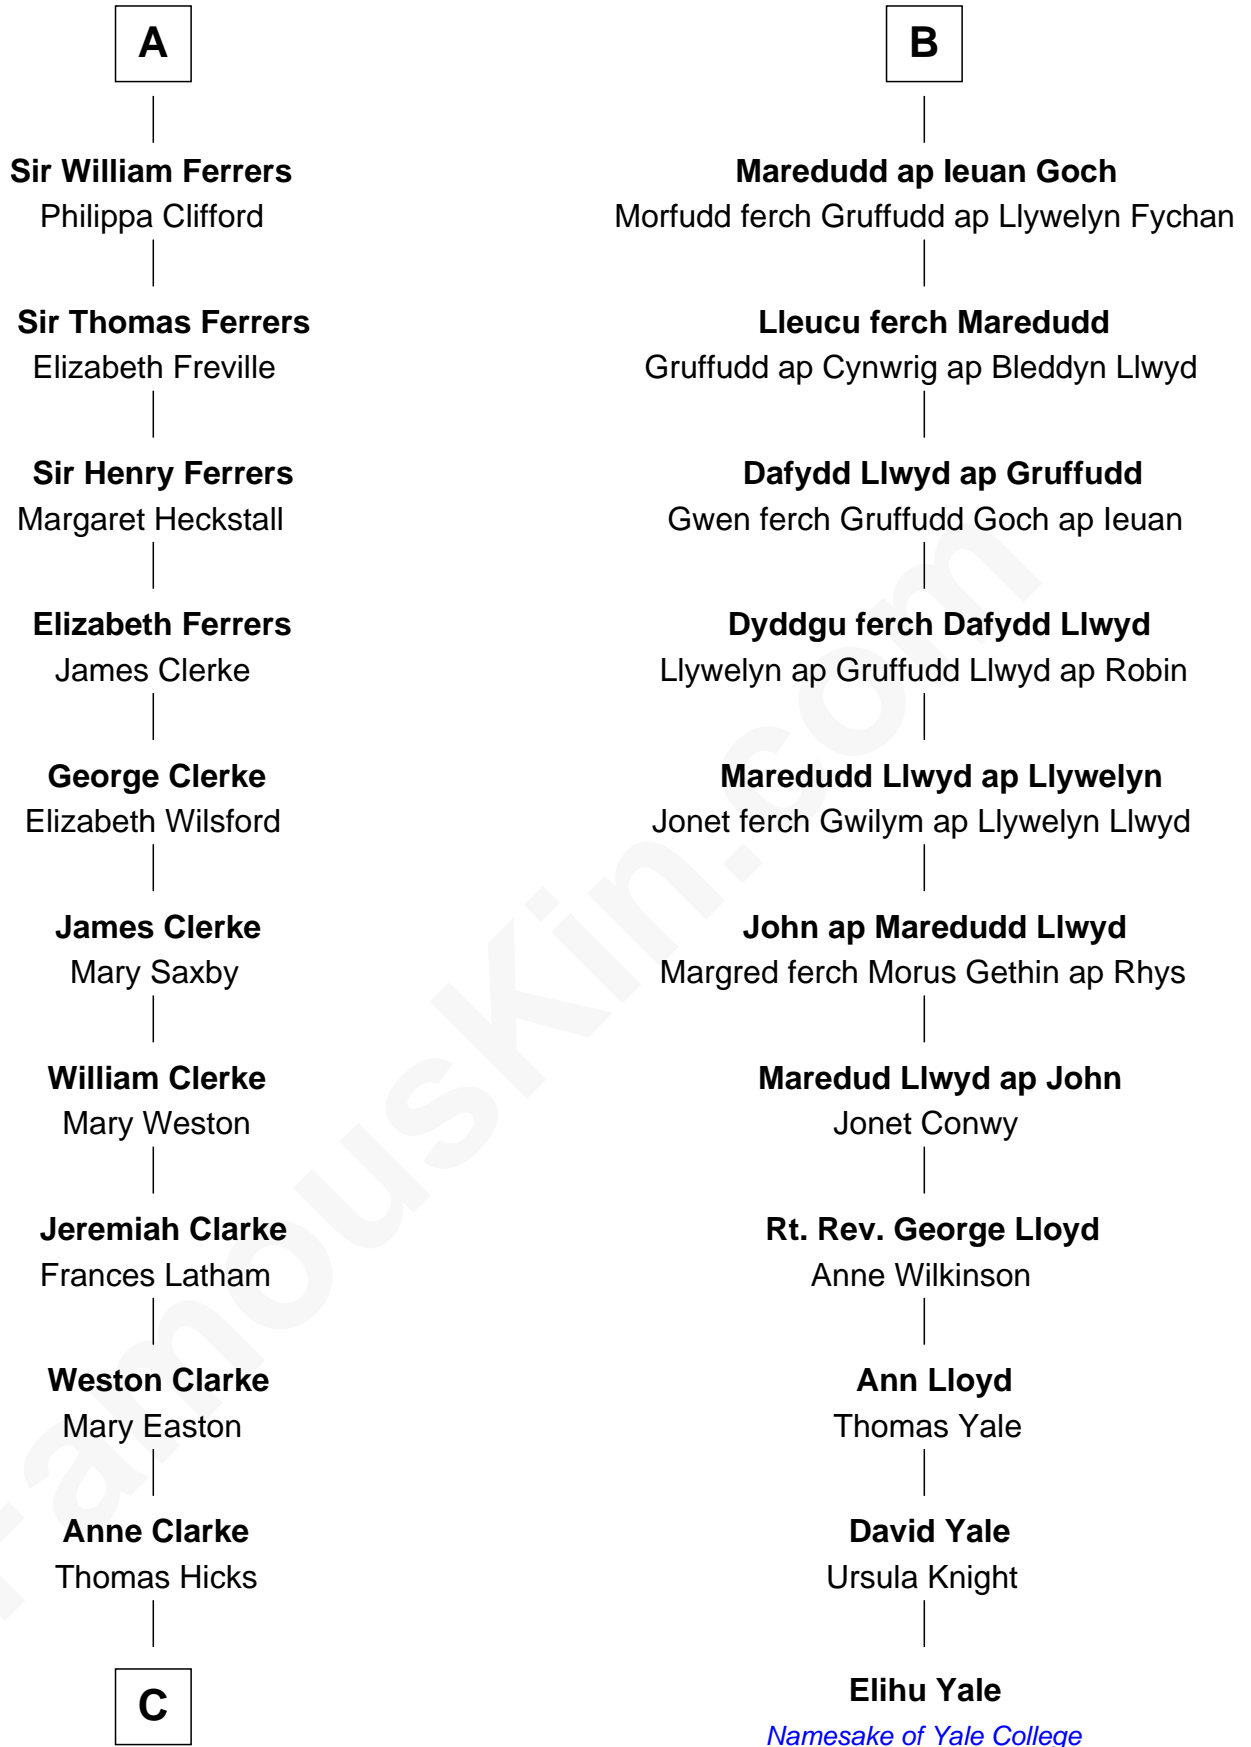 A
Sir William Ferrers
Philippa Clifford
Sir Thomas Ferrers
Elizabeth Freville
Sir Henry Ferrers
Margaret Heckstall
Elizabeth Ferrers
James Clerke
George Clerke
Elizabeth Wilsford
James Clerke
Mary Saxby
William Clerke
Mary Weston
Jeremiah Clarke
Frances Latham
Weston Clarke
Mary Easton
Anne Clarke
Thomas Hicks
C
B
Maredudd ap Ieuan Goch
Morfudd ferch Gruffudd ap Llywelyn Fychan
Lleucu ferch Maredudd
Gruffudd ap Cynwrig ap Bleddyn Llwyd
Dafydd Llwyd ap Gruffudd
Gwen ferch Gruffudd Goch ap Ieuan
Dyddgu ferch Dafydd Llwyd
Llywelyn ap Gruffudd Llwyd ap Robin
Maredudd Llwyd ap Llywelyn
Jonet ferch Gwilym ap Llywelyn Llwyd
John ap Maredudd Llwyd
Margred ferch Morus Gethin ap Rhys
Maredud Llwyd ap John
Jonet Conwy
Rt. Rev. George Lloyd
Anne Wilkinson
Ann Lloyd
Thomas Yale
David Yale
Ursula Knight
Elihu Yale
Namesake of Yale College
FamousKin.com